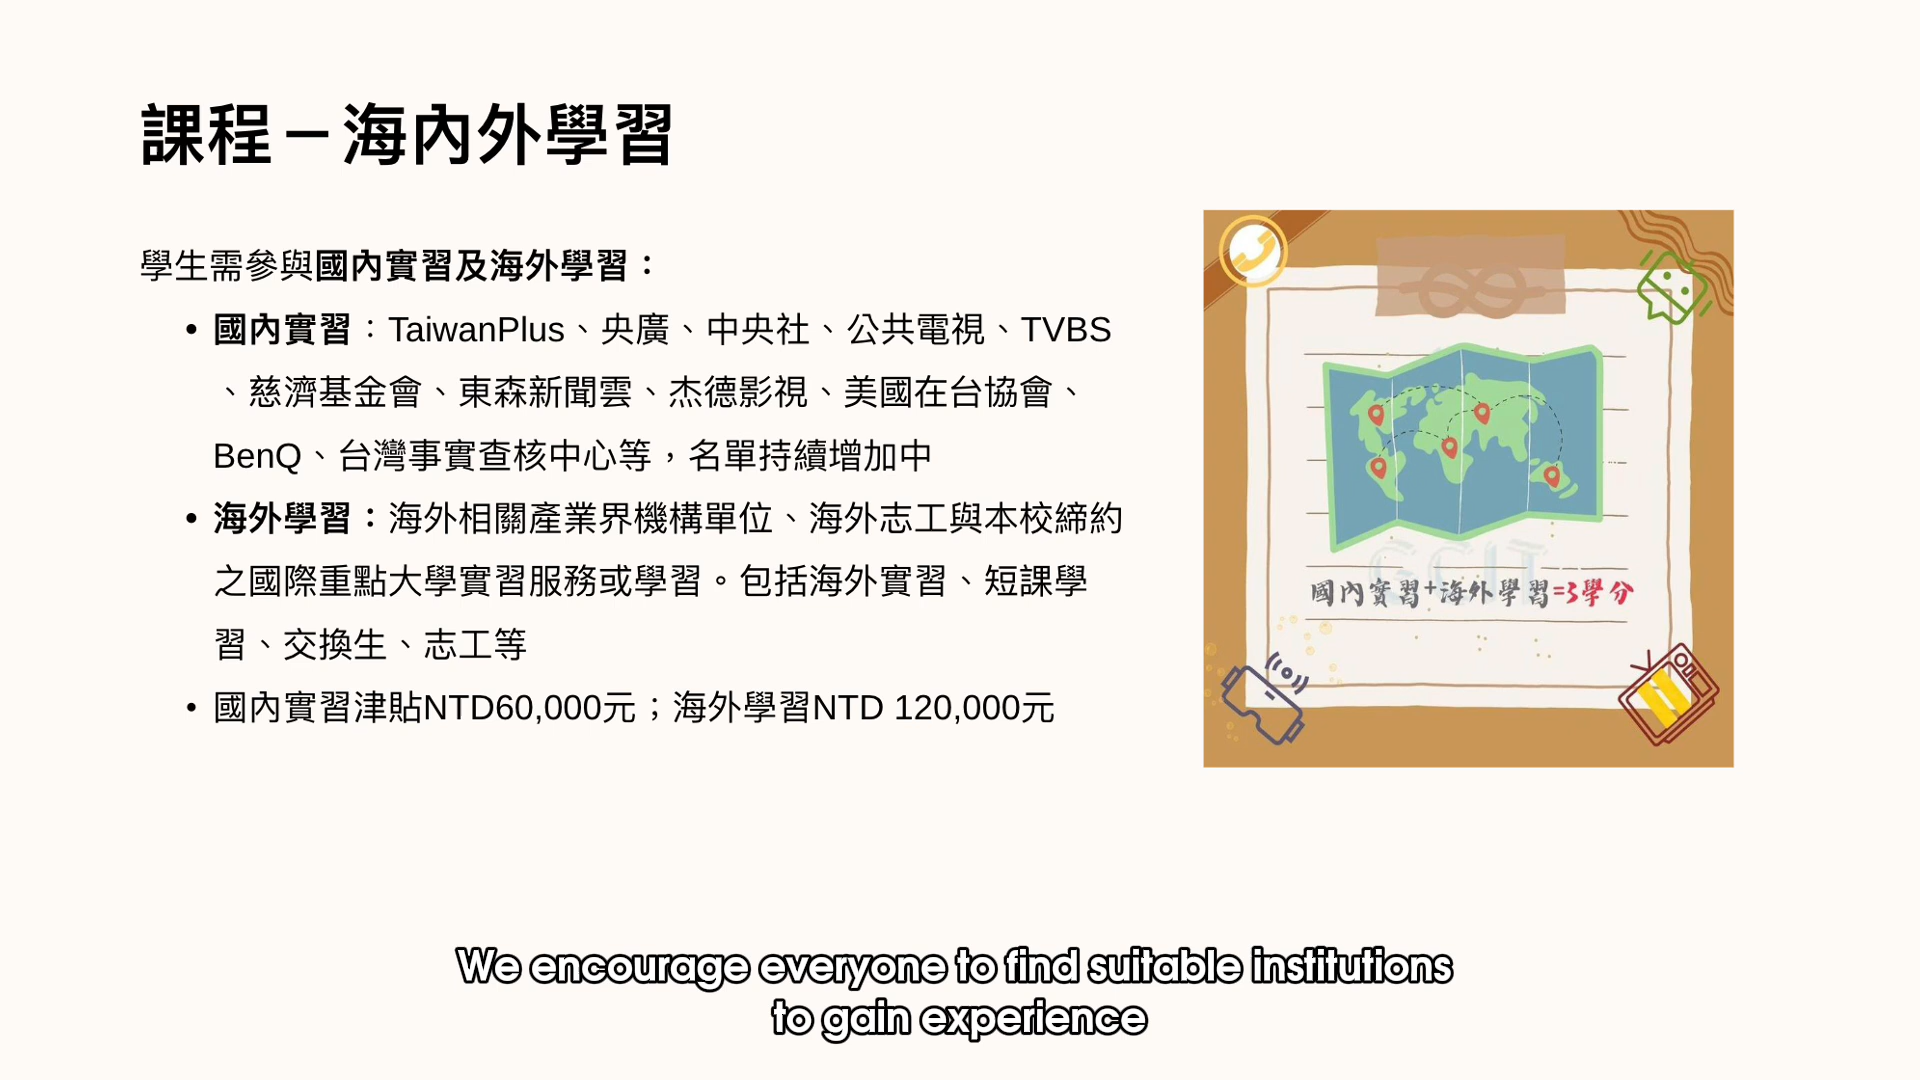 課程－海內外學習
學生需參與國內實習及海外學習：
• 國內實習：TaiwanPlus、央廣、中央社、公共電視、TVBS
、慈濟基金會、東森新聞雲、杰德影視、美國在台協會、
BenQ、台灣事實查核中心等，名單持續增加中
• 海外學習：海外相關產業界機構單位、海外志工與本校締約
之國際重點大學實習服務或學習。包括海外實習、短課學
習、交換生、志工等
• 國內實習津貼NTD60,000元；海外學習NTD 120,000元
GCIT
國內實習+海外學習=3學分
We encourage everyone to find suitable institutions
to gain experience